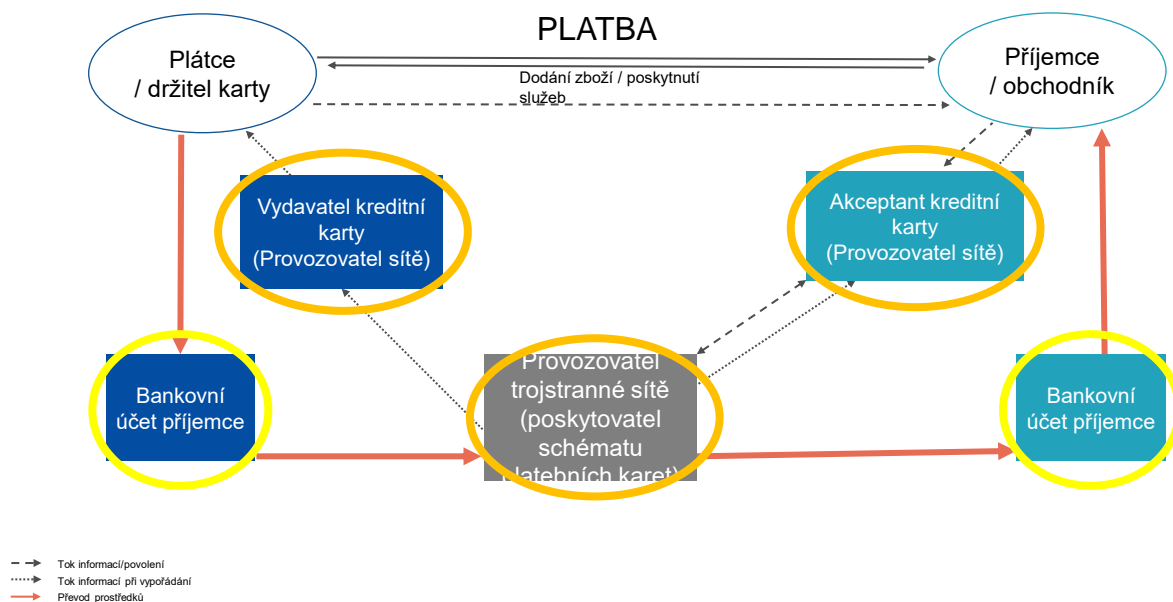 PLATBA
Plátce
/ držitel karty
Příjemce
/ obchodník
Dodání zboží / poskytnutí
služeb
Vydavatel kreditní
karty
(Provozovatel sítě)
Akceptant kreditní
karty
(Provozovatel sítě)
Bankovní
účet příjemce
Provozovatel
trojstranné sítě
(poskytovatel
schématu
platebních karet)
Bankovní
účet příjemce
Tok informací/povolení
Tok informací při vypořádání
Převod prostředků